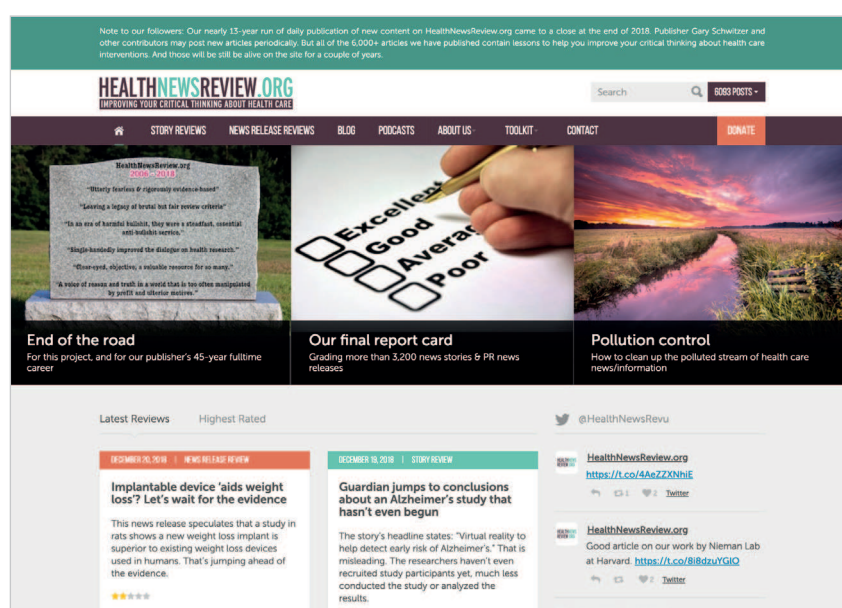 Note to our followers: Our nearly 13-year run of daily publication of new content on HealthNewsReview.org came to a close at the end of 2018. Publisher Gary Schwitzer and
other contributors may post new articles periodically. But all of the 6,000+ articles we have published contain lessons to help you improve your critical thinking about health care
interventions. And those will be still be alive on the site for a couple of years.
HEALTHNEWSREVIEW.ORG
IMPROVING YOUR CRITICAL THINKING ABOUT HEALTH CARE
Search
6093 POSTS
STORY REVIEWS NEWS RELEASE REVIEWS BLOG PODCASTS ABOUT US TOOLKIT CONTACT DONATE
HealthNewsReview.org
2006 - 2018
"Utterly fearless & rigorously evidence-based"
"Leaving a legacy of brutal but fair review criteria"
"In an era of harmful bullshit, they were a steadfast, essential
anti-bullshit service."
"Single-handedly improved the dialogue on health research."
"Clear-eyed, objective, a valuable resource for so many."
"A voice of reason and truth in a world that is too often manipulated
by profit and ulterior motives."
Excellent
Good
Average
Poor
End of the road
For this project, and for our publisher's 45-year fulltime
career
Our final report card
Grading more than 3,200 news stories & PR news
releases
Pollution control
How to clean up the polluted stream of health care
news/information
Latest Reviews Highest Rated
DECEMBER 20, 2018 | NEWS RELEASE REVIEW
Implantable device 'aids weight
loss'? Let's wait for the evidence
This news release speculates that a study in
rats shows a new weight loss implant is
superior to existing weight loss devices
used in humans. That's jumping ahead of
the evidence.
DECEMBER 19, 2018 | STORY REVIEW
Guardian jumps to conclusions
about an Alzheimer's study that
hasn't even begun
The story's headline states: "Virtual reality to
help detect early risk of Alzheimer's." That is
misleading. The researchers haven't even
recruited study participants yet, much less
conducted the study or analyzed the
results.
@HealthNewsRevu
HealthNewsReview.org
https://t.co/4AeZZXNhiE
1 2 Twitter
HealthNewsReview.org
Good article on our work by Nieman Lab
at Harvard. https://t.co/8i8dzuYGIO
2 Twitter